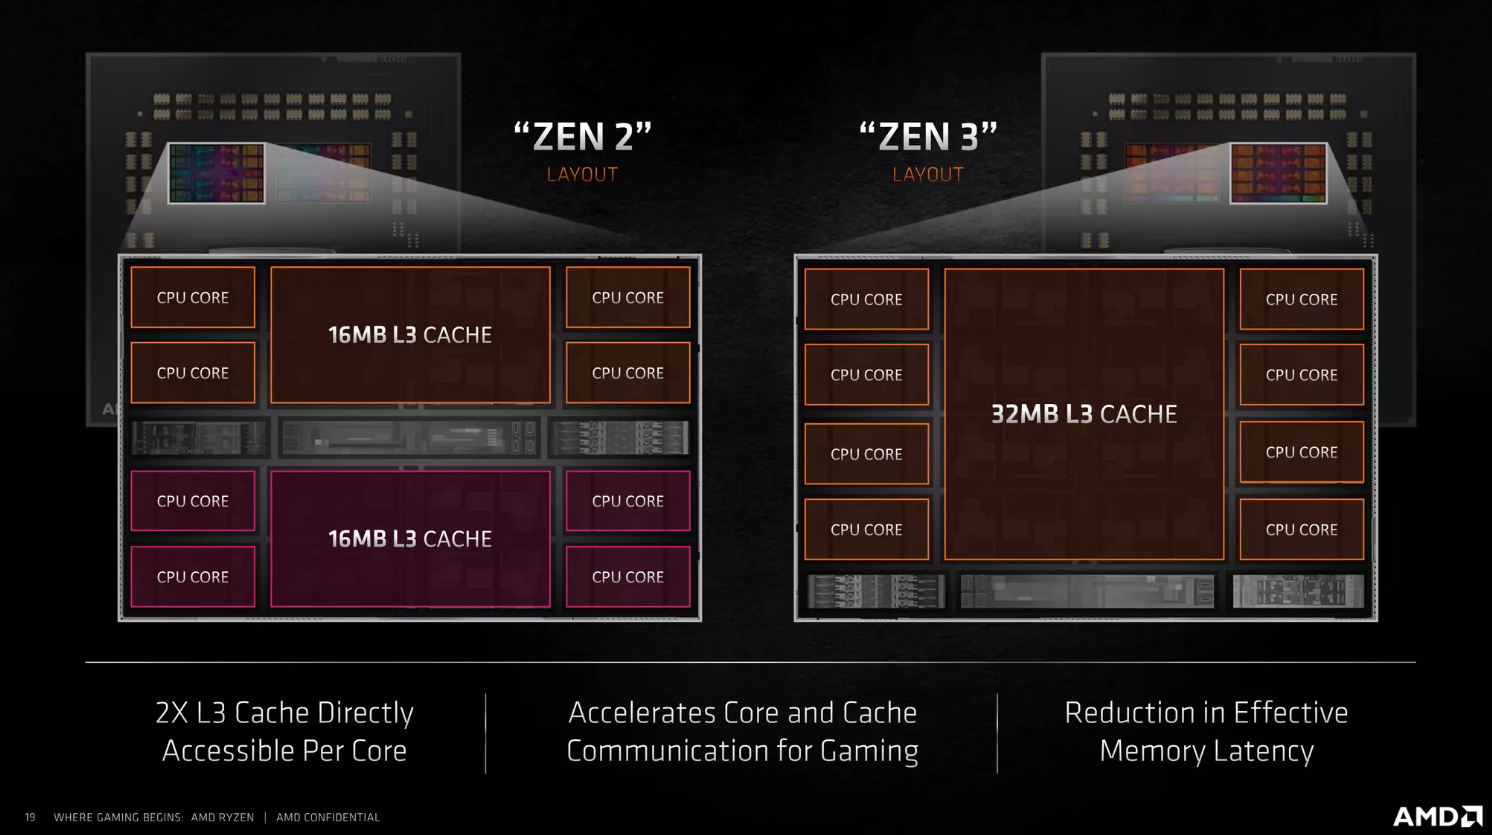 “ZEN 2”
LAYOUT
“ZEN 3”
LAYOUT
CPU CORE
16MB L3 CACHE
CPU CORE
CPU CORE
CPU CORE
CPU CORE
16MB L3 CACHE
CPU CORE
CPU CORE
CPU CORE
CPU CORE
32MB L3 CACHE
CPU CORE
CPU CORE
CPU CORE
CPU CORE
CPU CORE
CPU CORE
CPU CORE
2X L3 Cache Directly
Accessible Per Core
Accelerates Core and Cache
Communication for Gaming
Reduction in Effective
Memory Latency
19 WHERE GAMING BEGINS: AMD RYZEN | AMD CONFIDENTIAL
AMD